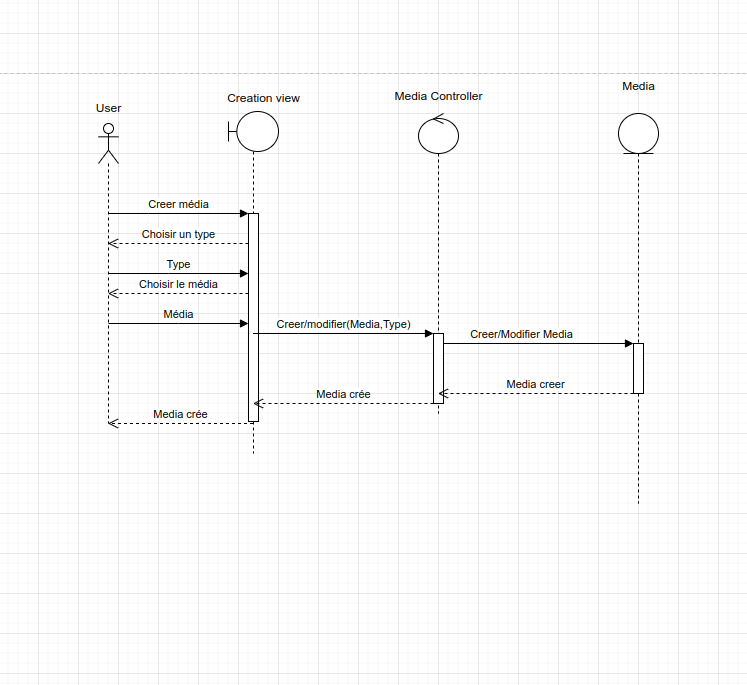 User
Creation view
Media Controller
Media
Creer média
Choisir un type
Type
Choisir le média
Média
Creer/modifier(Media,Type)
Creer/Modifier Media
Media creer
Media crée
Media crée